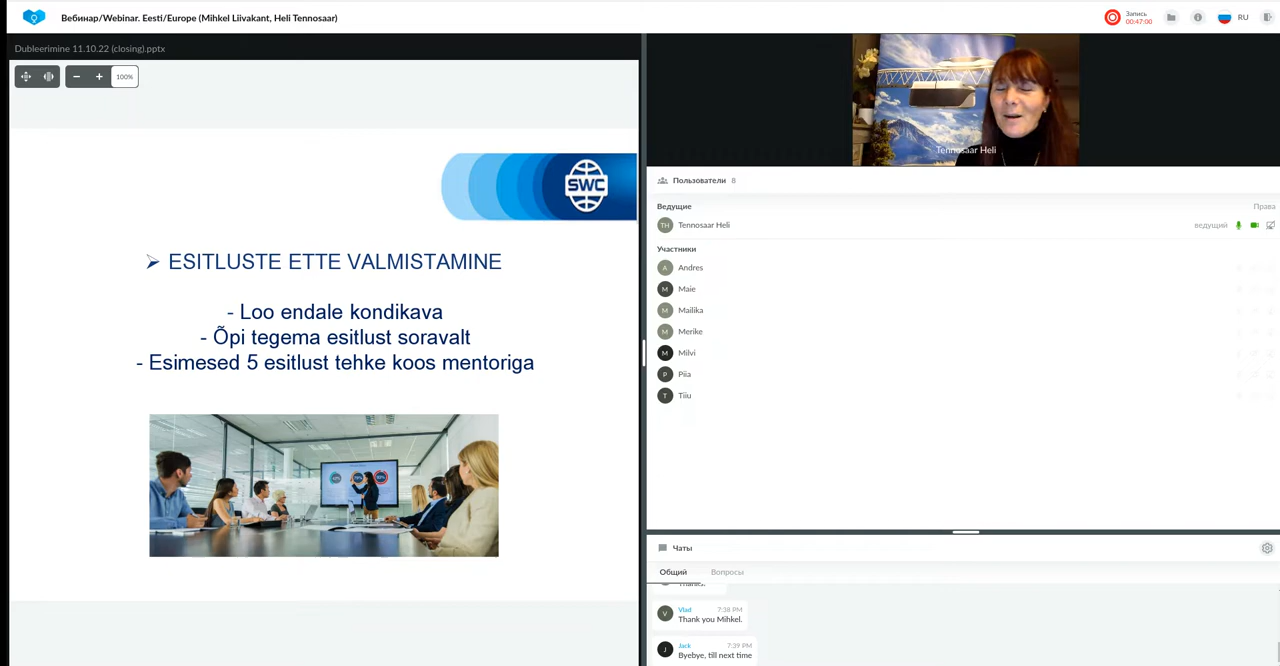 Вебинар/Webinar. Eesti/Europe (Mihkel Liivakant, Heli Tennosaar)
Запись
00:47:00
RU
Dubleerimine 11.10.22 (closing).pptx
100%
SWC
➢ ESITLUSTE ETTE VALMISTAMINE
- Loo endale kondikava
- Õpi tegema esitlust soravalt
- Esimesed 5 esitlust tehke koos mentoriga
Tennosaar Heli
Пользователи 8
Ведущие
Права
TH Tennosaar Heli
ведущий
Участники
A Andres
M Maie
M Mailika
M Merike
M Milvi
P Piia
T Tiiu
Чаты
Общий Вопросы
Thanks.
V Vlad 7:38 PM
Thank you Mihkel.
J Jack 7:39 PM
Byebye, till next time